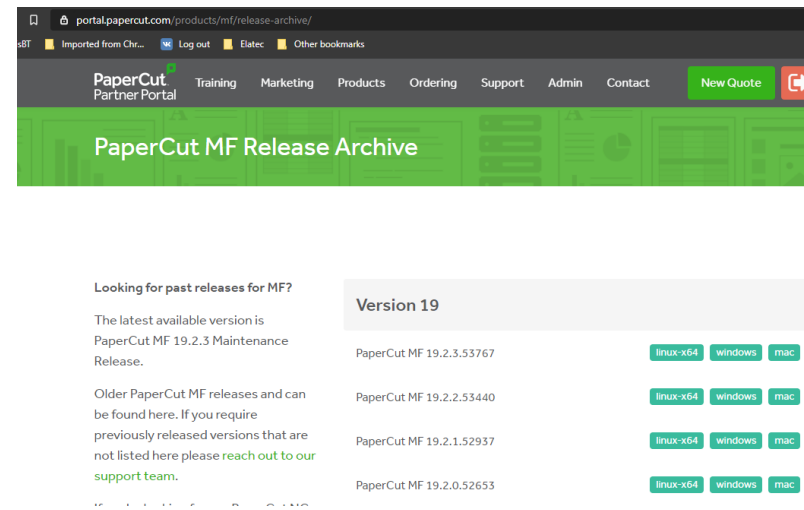 portal.papercut.com/products/mf/release-archive/
sBT Imported from Chr... Log out Elatec Other bookmarks
PaperCut
Partner Portal
Training Marketing Products Ordering Support Admin Contact New Quote
PaperCut MF Release Archive
Looking for past releases for MF?
The latest available version is
PaperCut MF 19.2.3 Maintenance
Release.
Older PaperCut MF releases and can
be found here. If you require
previously released versions that are
not listed here please reach out to our
support team.
Version 19
PaperCut MF 19.2.3.53767 linux-x64 windows mac
PaperCut MF 19.2.2.53440 linux-x64 windows mac
PaperCut MF 19.2.1.52937 linux-x64 windows mac
PaperCut MF 19.2.0.52653 linux-x64 windows mac